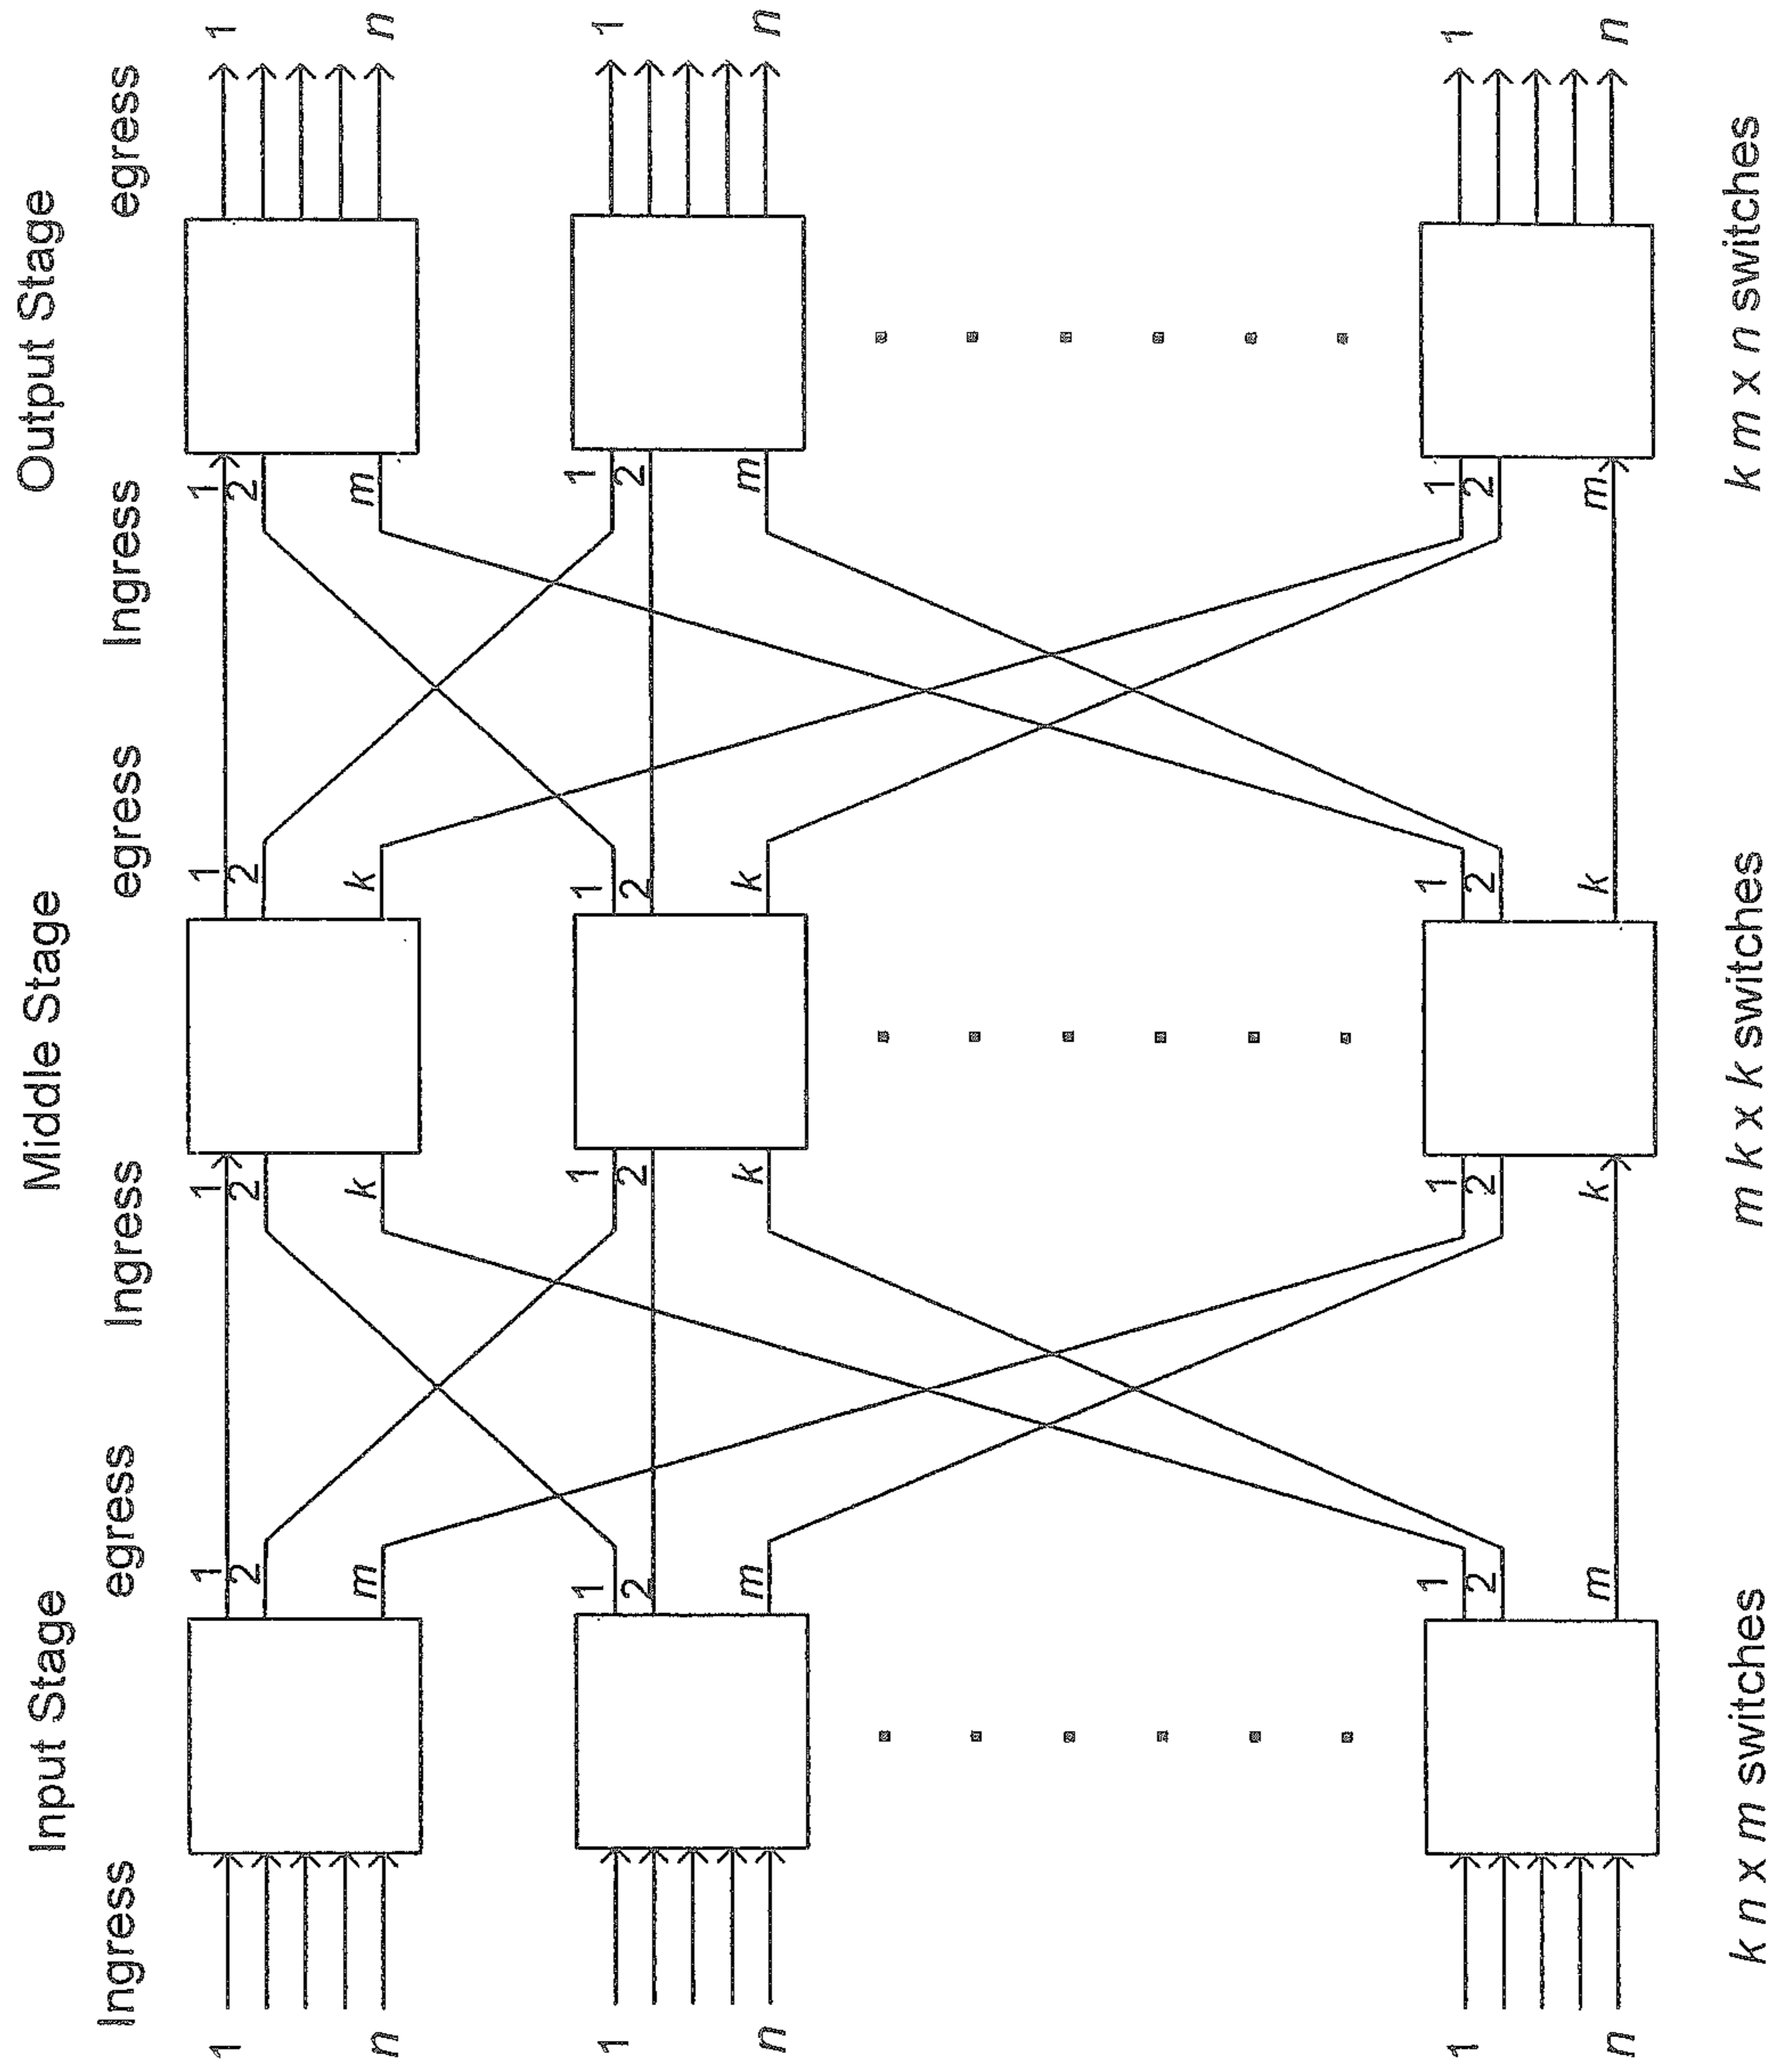 Input Stage Middle Stage Output Stage
Ingress egress Ingress egress Ingress egress
1 1 1 1 1 1
2 2 2 2
n m k k m n
1 1 1 1 1 1
2 2 2 2
n m k k m n
1 1 1 1 1 1
2 2 2 2
n m k k m n
k n x m switches m k x k switches k m x n switches